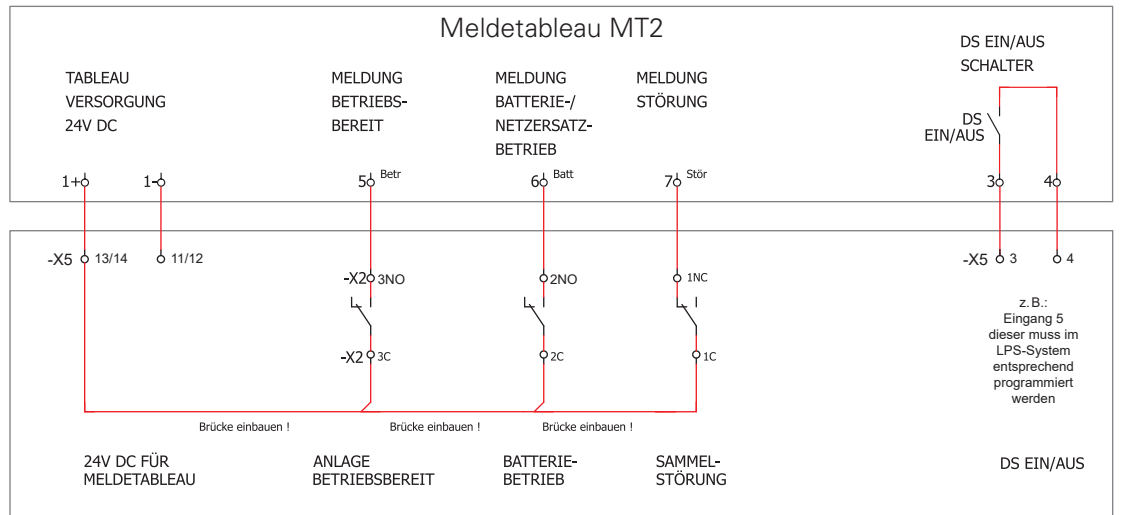 Meldetableau MT2
TABLEAU
VERSORGUNG
24V DC
MELDUNG
BETRIEBS-
BEREIT
MELDUNG
BATTERIE-/
NETZERSATZ-
BETRIEB
MELDUNG
STÖRUNG
DS EIN/AUS
SCHALTER
DS
EIN/AUS
1+
1-
5 Betr
6 Batt
7 Stör
3
4
-X5 13/14
11/12
-X2 3NO
2NO
1NC
-X5 3
4
-X2 3C
2C
1C
z.B.:
Eingang 5
dieser muss im
LPS-System
entsprechend
programmiert
werden
Brücke einbauen !
Brücke einbauen !
Brücke einbauen !
24V DC FÜR
MELDETABLEAU
ANLAGE
BETRIEBSBEREIT
BATTERIE-
BETRIEB
SAMMEL-
STÖRUNG
DS EIN/AUS